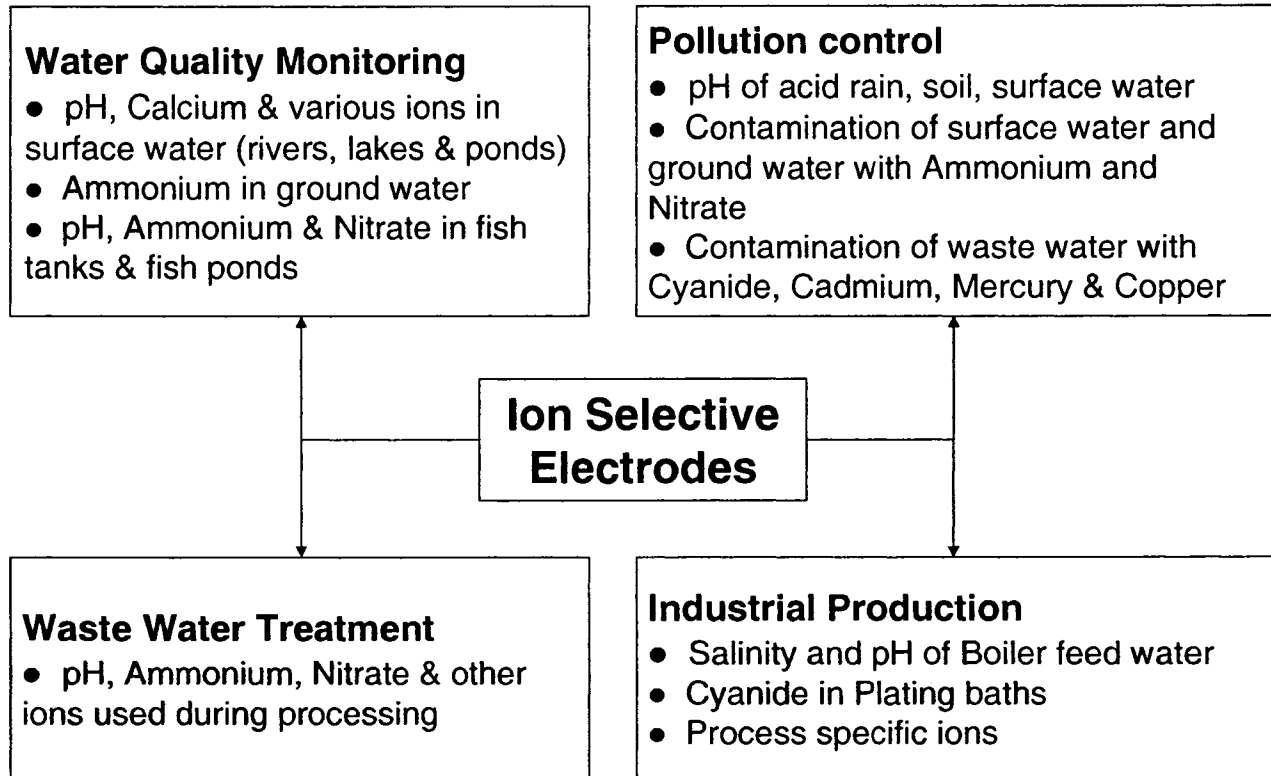 Water Quality Monitoring
● pH, Calcium & various ions in
surface water (rivers, lakes & ponds)
● Ammonium in ground water
● pH, Ammonium & Nitrate in fish
tanks & fish ponds
Pollution control
● pH of acid rain, soil, surface water
● Contamination of surface water and
ground water with Ammonium and
Nitrate
● Contamination of waste water with
Cyanide, Cadmium, Mercury & Copper
Ion Selective
Electrodes
Waste Water Treatment
● pH, Ammonium, Nitrate & other
ions used during processing
Industrial Production
● Salinity and pH of Boiler feed water
● Cyanide in Plating baths
● Process specific ions